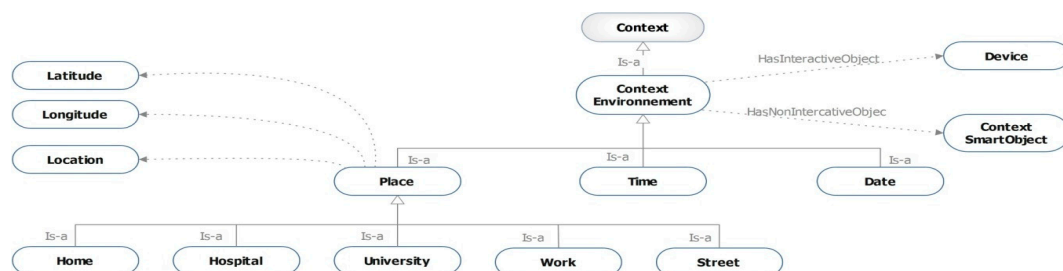 Context
Is-a
HasInteractiveObject
Device
Latitude
Context
Environnement
Longitude
HasNonIntercativeObjec
Context
SmartObject
Location
Is-a
Is-a
Is-a
Place
Time
Date
Is-a
Is-a
Is-a
Is-a
Is-a
Home
Hospital
University
Work
Street